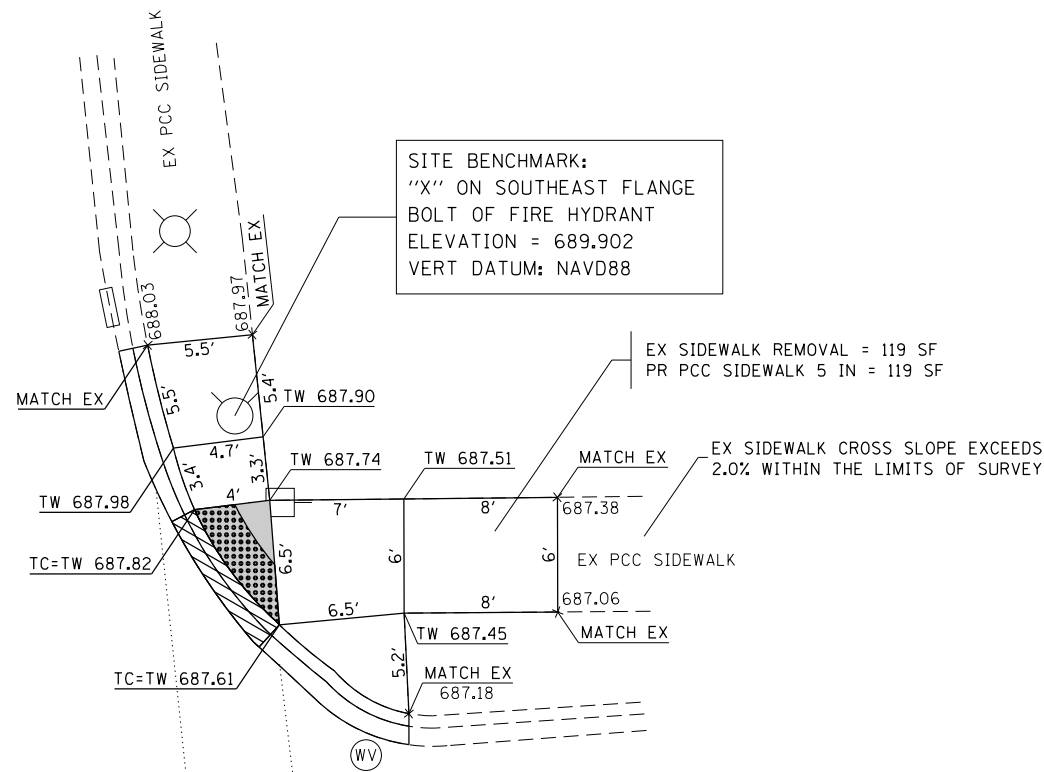 EX PCC SIDEWALK
SITE BENCHMARK:
"X" ON SOUTHEAST FLANGE
BOLT OF FIRE HYDRANT
ELEVATION = 689.902
VERT DATUM: NAVD88
688.03
687.97
MATCH EX
5.5'
MATCH EX
5.5'
5.4'
TW 687.90
4.7'
EX SIDEWALK REMOVAL = 119 SF
PR PCC SIDEWALK 5 IN = 119 SF
EX SIDEWALK CROSS SLOPE EXCEEDS
2.0% WITHIN THE LIMITS OF SURVEY
TW 687.98
3.4'
3.3'
TW 687.74
TW 687.51
MATCH EX
4'
7'
8'
687.38
TC=TW 687.82
6.5'
6'
6'
EX PCC SIDEWALK
6.5'
8'
687.06
TW 687.45
MATCH EX
TC=TW 687.61
5.2'
MATCH EX
687.18
WV